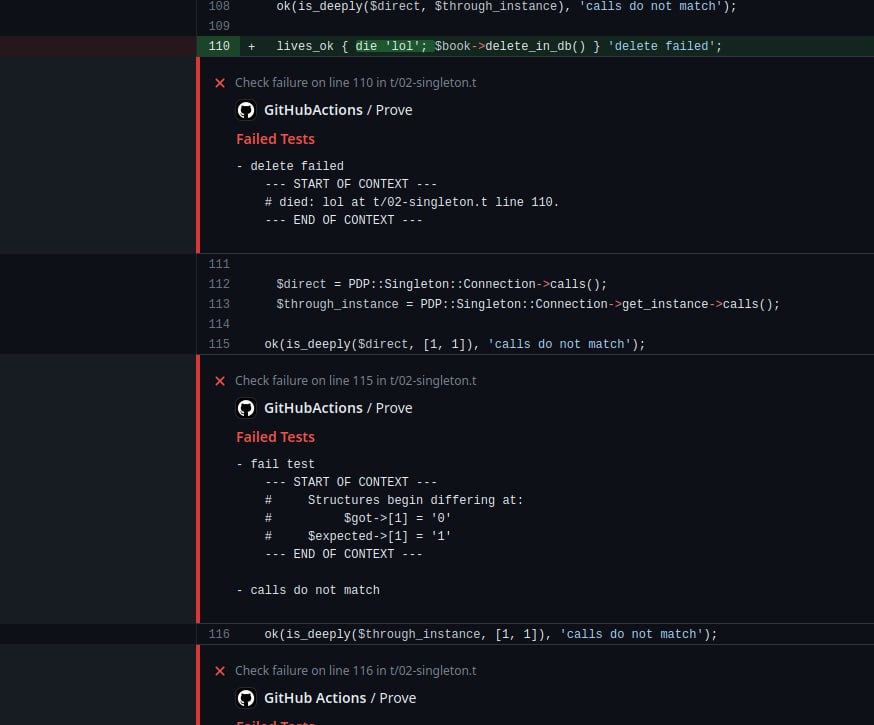 108 ok(is_deeply($direct, $through_instance), 'calls do not match');
109
110 + lives_ok { die 'lol'; $book->delete_in_db() } 'delete failed';
Check failure on line 110 in t/02-singleton.t
GitHubActions / Prove
Failed Tests
- delete failed
--- START OF CONTEXT ---
# died: lol at t/02-singleton.t line 110.
--- END OF CONTEXT ---
111
112 $direct = PDP::Singleton::Connection->calls();
113 $through_instance = PDP::Singleton::Connection->get_instance->calls();
114
115 ok(is_deeply($direct, [1, 1]), 'calls do not match');
Check failure on line 115 in t/02-singleton.t
GitHubActions / Prove
Failed Tests
- fail test
--- START OF CONTEXT ---
# Structures begin differing at:
# $got->[1] = '0'
# $expected->[1] = '1'
--- END OF CONTEXT ---
- calls do not match
116 ok(is_deeply($through_instance, [1, 1]), 'calls do not match');
Check failure on line 116 in t/02-singleton.t
GitHub Actions / Prove
Failed Tests